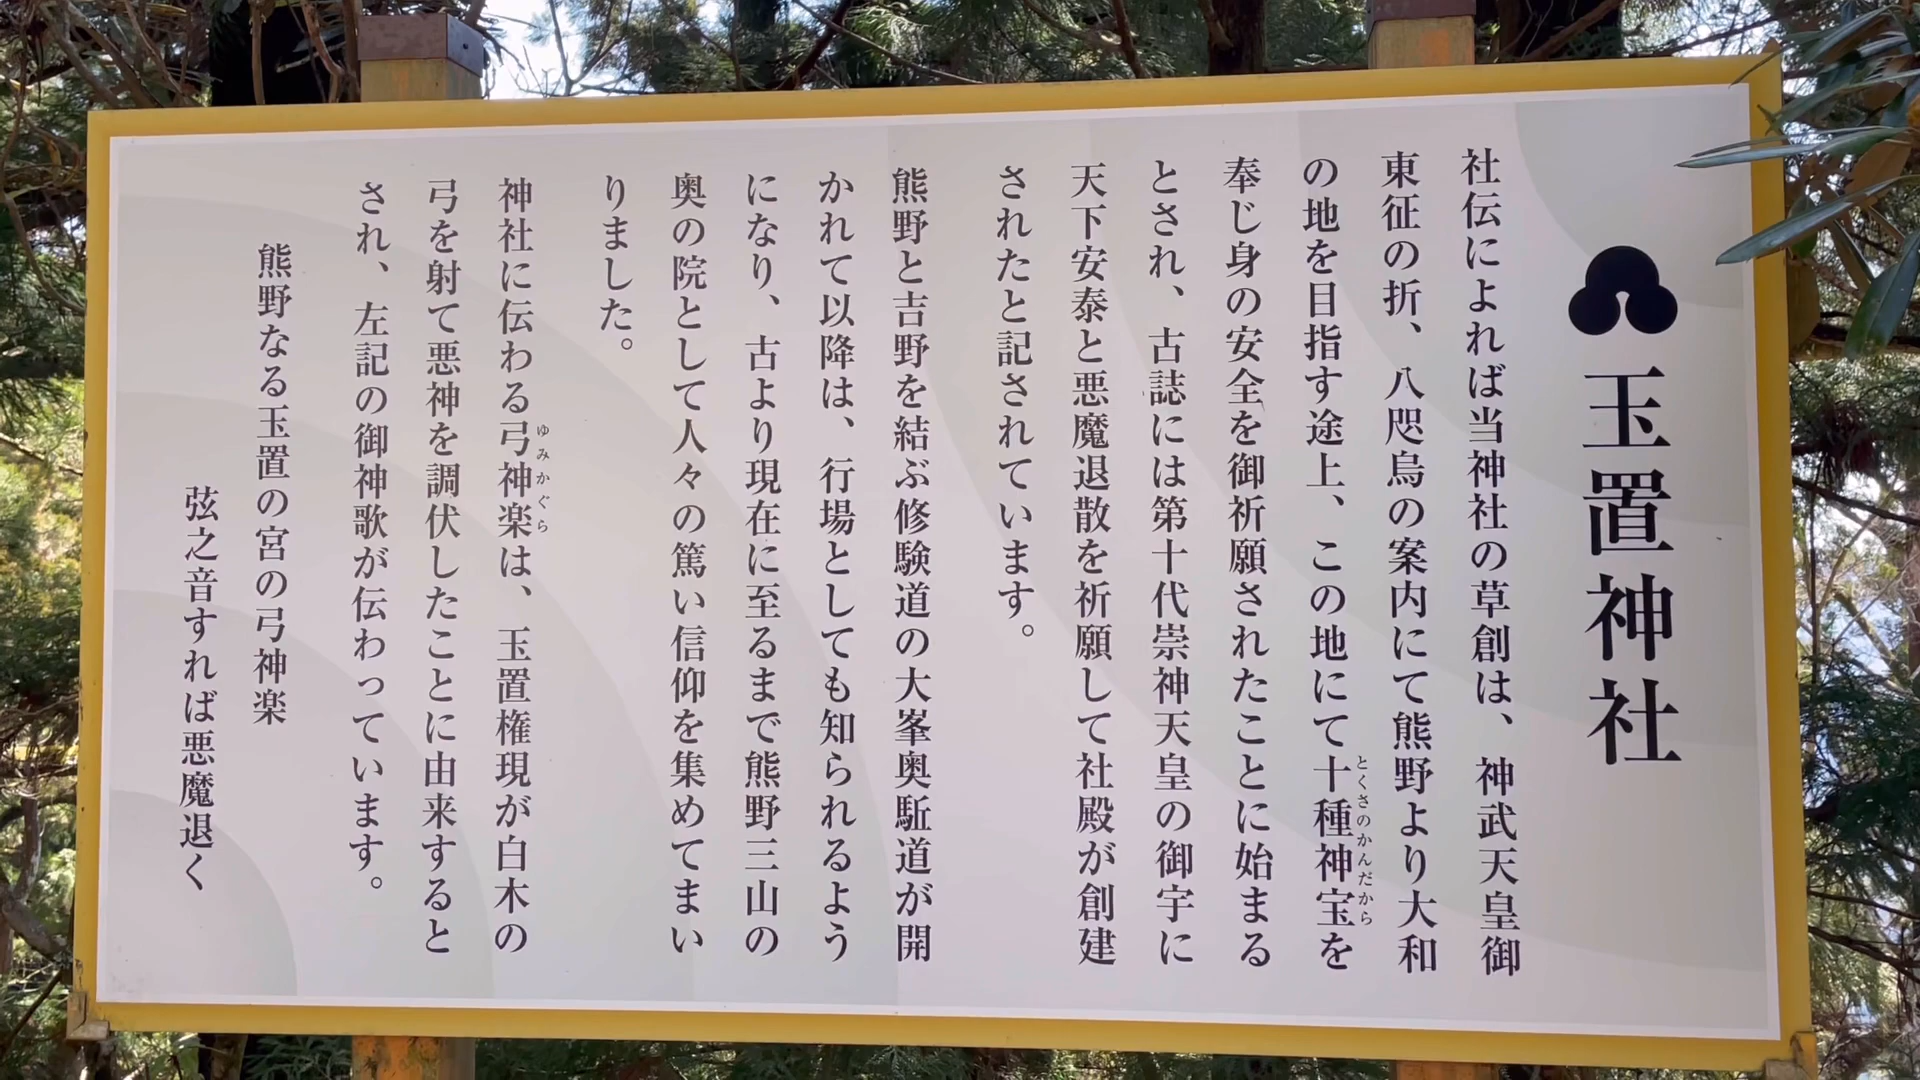 玉置神社
社伝によれば当神社の草創は、神武天皇御
東征の折、八咫烏の案内にて熊野より大和
の地を目指す途上、この地にて十種神宝を
とくさのかんだから
奉じ身の安全を御祈願されたことに始まる
とされ、古誌には第十代崇神天皇の御宇に
天下安泰と悪魔退散を祈願して社殿が創建
されたと記されています。
熊野と吉野を結ぶ修験道の大峯奥駈道が開
かれて以降は、行場としても知られるよう
になり、古より現在に至るまで熊野三山の
奥の院として人々の篤い信仰を集めてまい
りました。
神社に伝わる弓神楽は、玉置権現が白木の
ゆみかぐら
弓を射て悪神を調伏したことに由来すると
され、左記の御神歌が伝わっています。
熊野なる玉置の宮の弓神楽
弦之音すれば悪魔退く